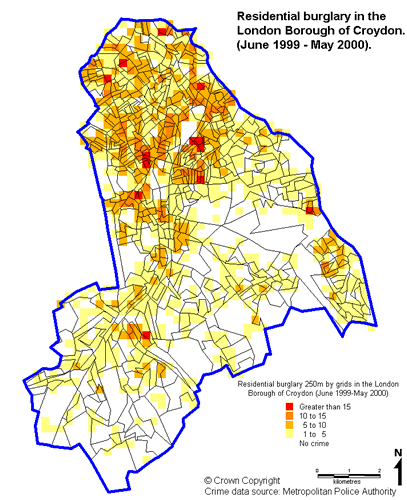 Residential burglary in the
London Borough of Croydon.
(June 1999 - May 2000).
Residential burglary 250m by grids in the London
Borough of Croydon (June 1999-May 2000)
Greater than 15
10 to 15
5 to 10
1 to 5
No crime
N
0 1 2
kilometres
© Crown Copyright
Crime data source: Metropolitan Police Authority